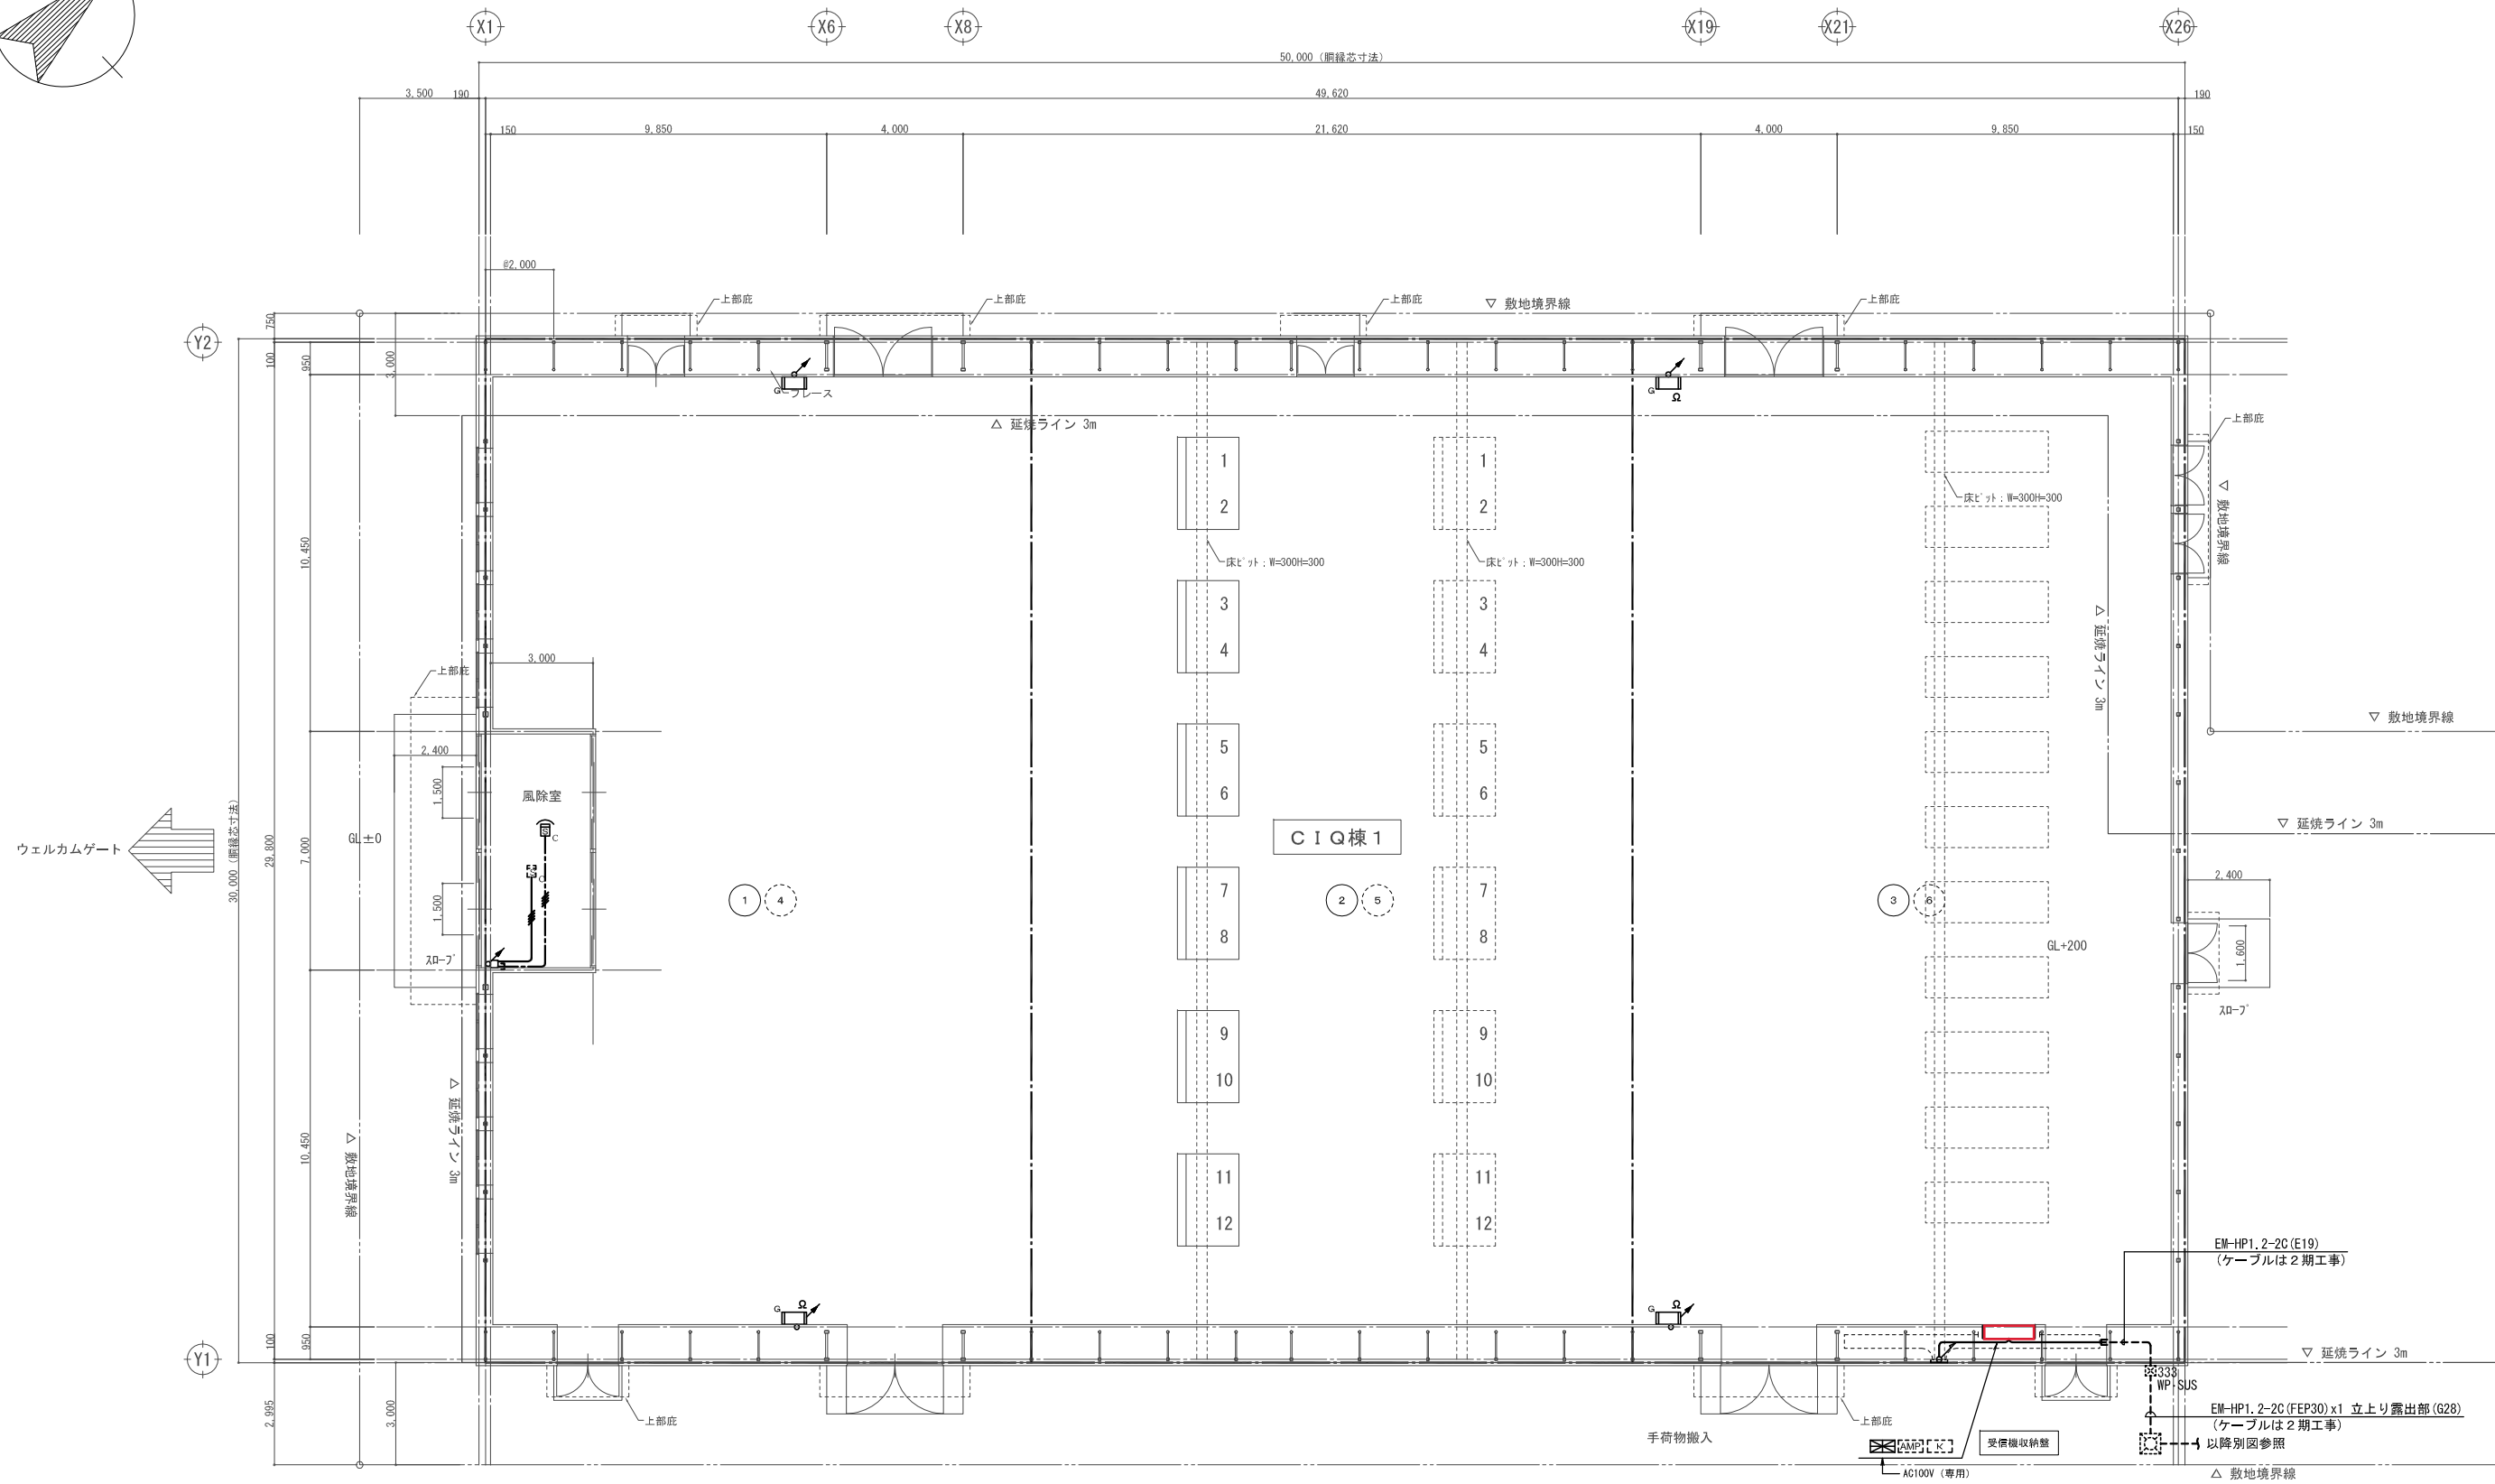 X1
X6
X8
X19
X21
X26
50,000 (胴縁芯寸法)
3,500
190
49,620
190
150
9,850
4,000
21,620
4,000
9,850
150
@2,000
上部庇
上部庇
上部庇
▽ 敷地境界線
上部庇
750
Y2
100
950
3,000
G
ブレース
G
Ω
△ 延焼ライン 3m
上部庇
1
2
1
2
床ピット：W=300H=300
▽ 敷地境界線
10,450
床ピット：W=300H=300
床ピット：W=300H=300
3
4
3
4
▽ 延焼ライン 3m
3,000
上部庇
▽ 敷地境界線
2,400
5
6
5
6
1,500
風除室
S
C
ウェルカムゲート
30,000 (胴縁芯寸法)
29,800
7,000
GL±0
CIQ棟1
▽ 延焼ライン 3m
S
C
2,400
7
8
7
8
1,500
1
4
2
5
3
6
GL+200
1,600
スロープ
スロープ
9
10
9
10
▽ 延焼ライン 3m
10,450
▽ 敷地境界線
11
12
11
12
EM-HP1.2-2C(E19)
(ケーブルは2期工事)
G
Ω
G
Ω
Y1
100
950
▽ 延焼ライン 3m
333
WP・SUS
2,995
3,000
上部庇
上部庇
EM-HP1.2-2C(FEP30)x1 立上り露出部(G28)
(ケーブルは2期工事)
手荷物搬入
AMP
K
受信機収納盤
以降別図参照
AC100V (専用)
△ 敷地境界線